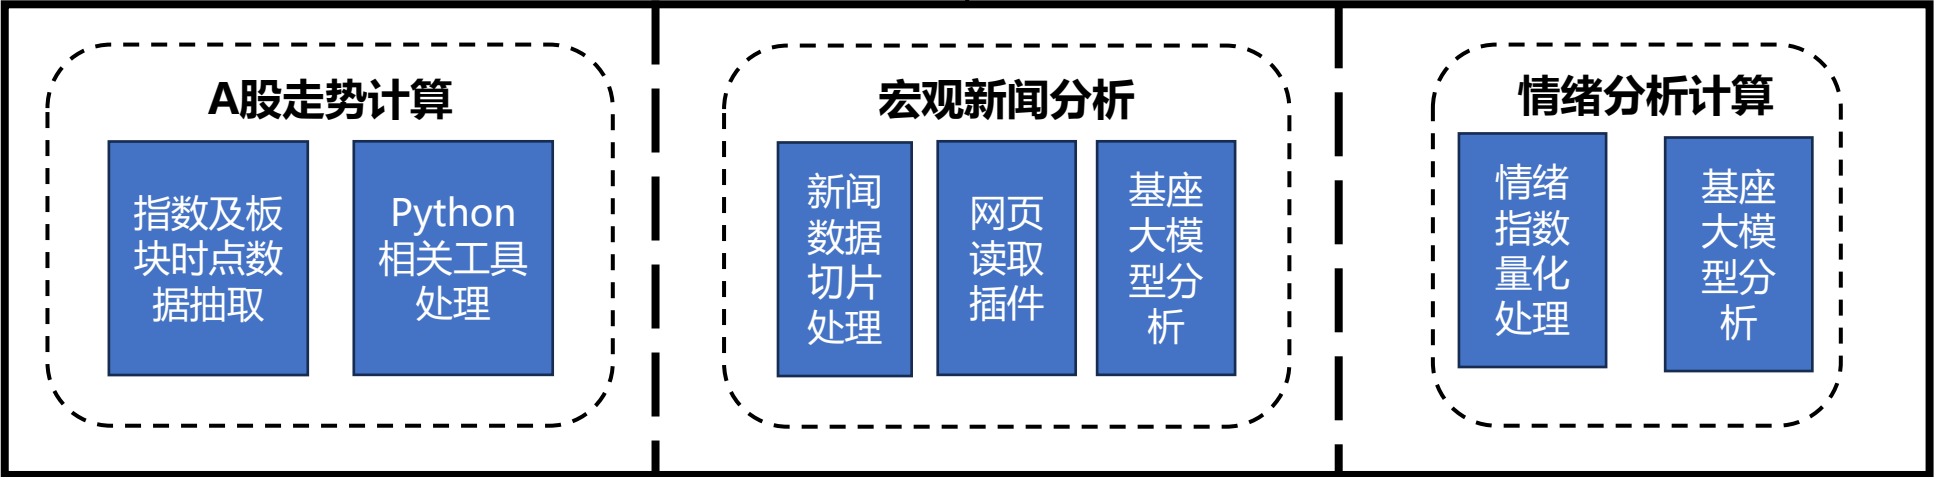 A股走势计算
指数及板
块时点数
据抽取
Python
相关工具
处理
宏观新闻分析
新闻
数据
切片
处理
网页
读取
插件
基座
大模
型分
析
情绪分析计算
情绪
指数
量化
处理
基座
大模
型分
析